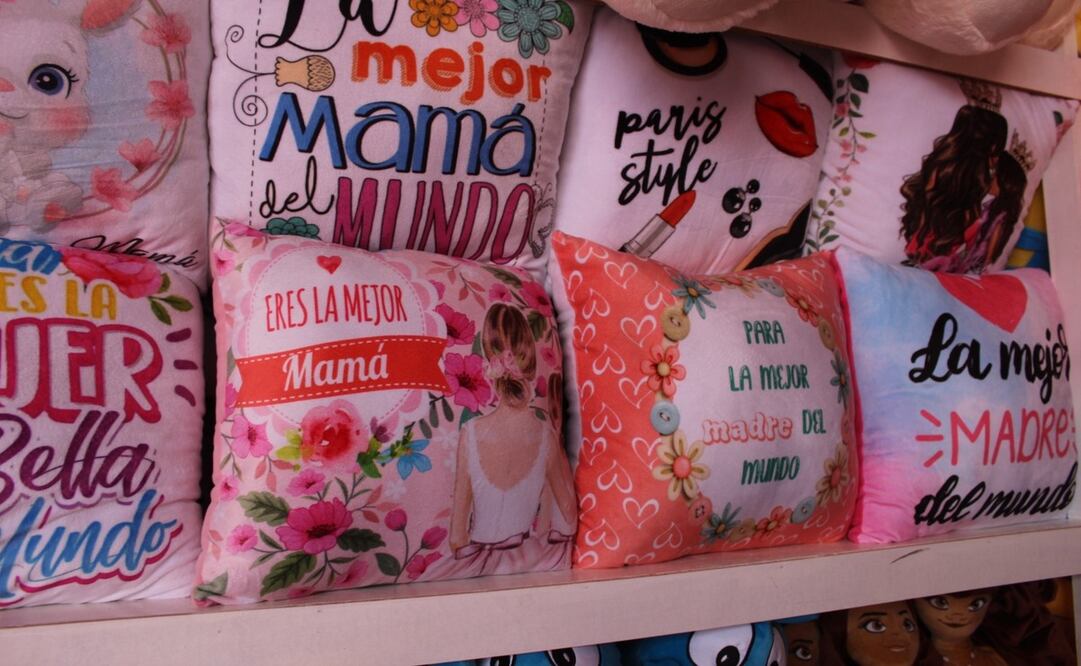 Mamá
La
mejor
Mamá
del MUNDO
paris
style
ES LA
Bella
Mundo
ERES LA MEJOR
Mamá
PARA
LA MEJOR
madre DEL
MUNDO
La mejor
MADRE
del mundo